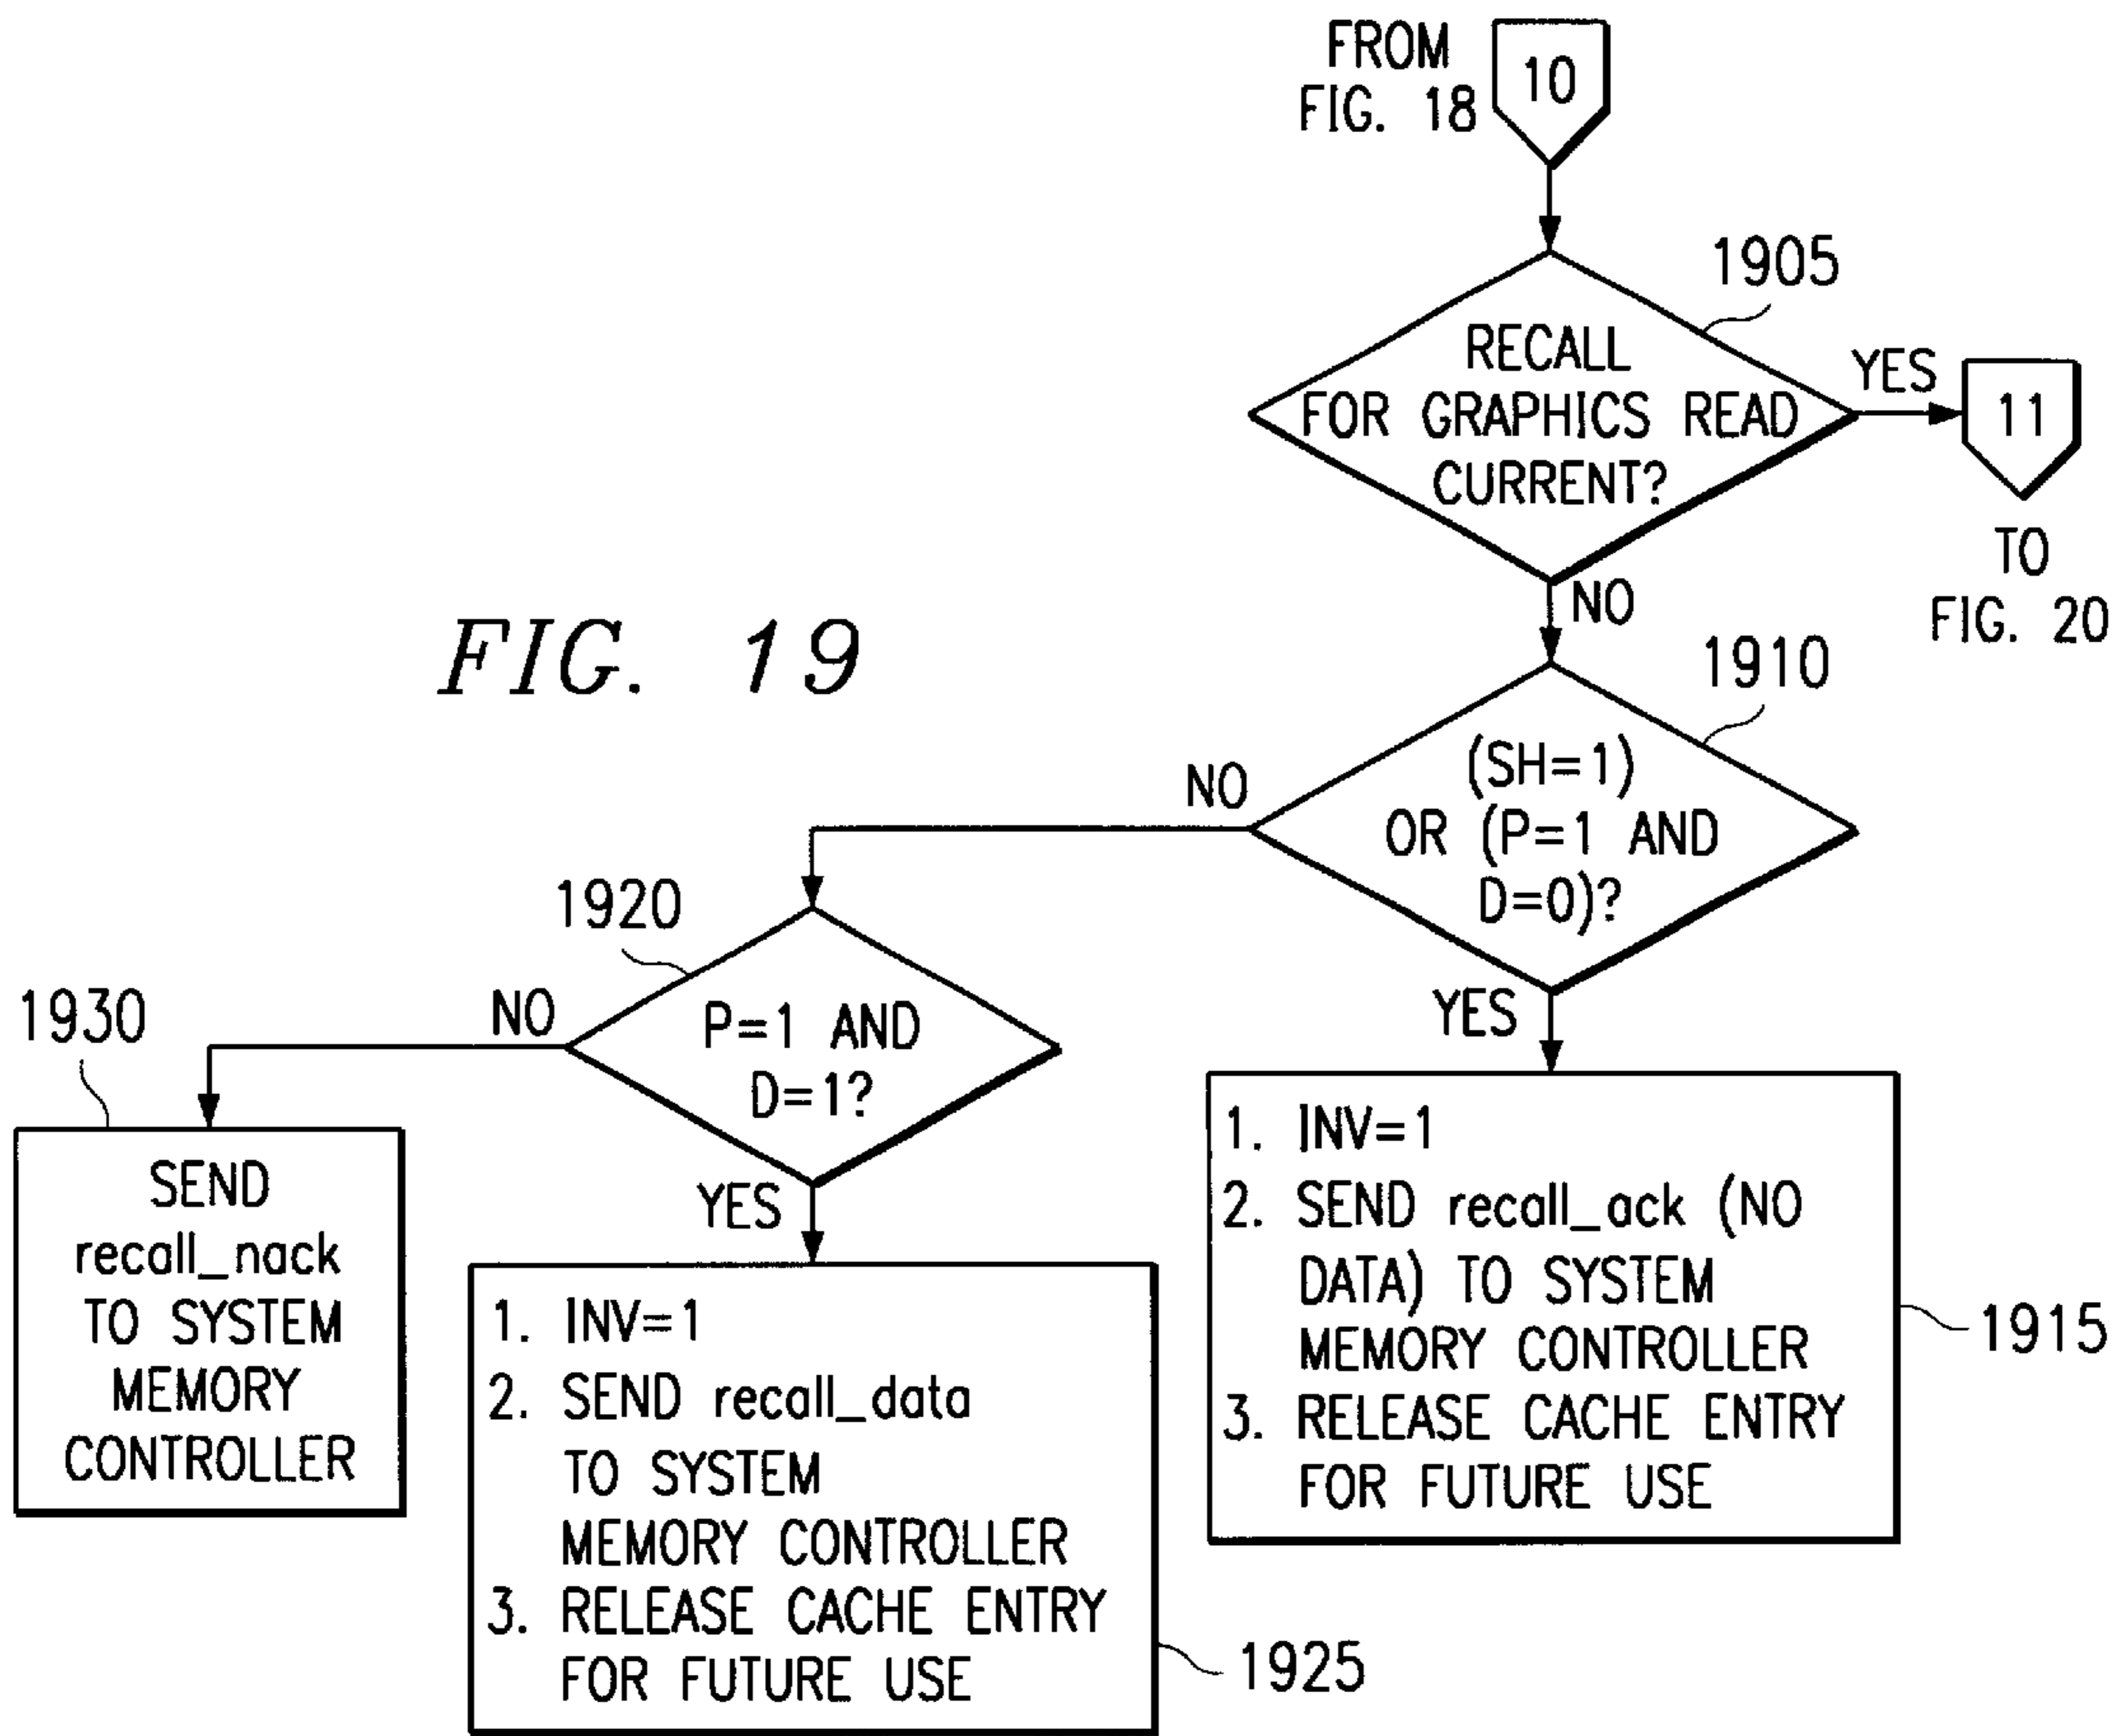 FROM
FIG. 18
10
1905
RECALL
FOR GRAPHICS READ
CURRENT?
YES
11
TO
FIG. 20
NO
FIG. 19
1910
(SH=1)
OR (P=1 AND
D=0)?
NO
YES
1920
P=1 AND
D=1?
NO
YES
1930
SEND
recall_nack
TO SYSTEM
MEMORY
CONTROLLER
1. INV=1
2. SEND recall_data
TO SYSTEM
MEMORY CONTROLLER
3. RELEASE CACHE ENTRY
FOR FUTURE USE
1925
1. INV=1
2. SEND recall_ack (NO
DATA) TO SYSTEM
MEMORY CONTROLLER
3. RELEASE CACHE ENTRY
FOR FUTURE USE
1915